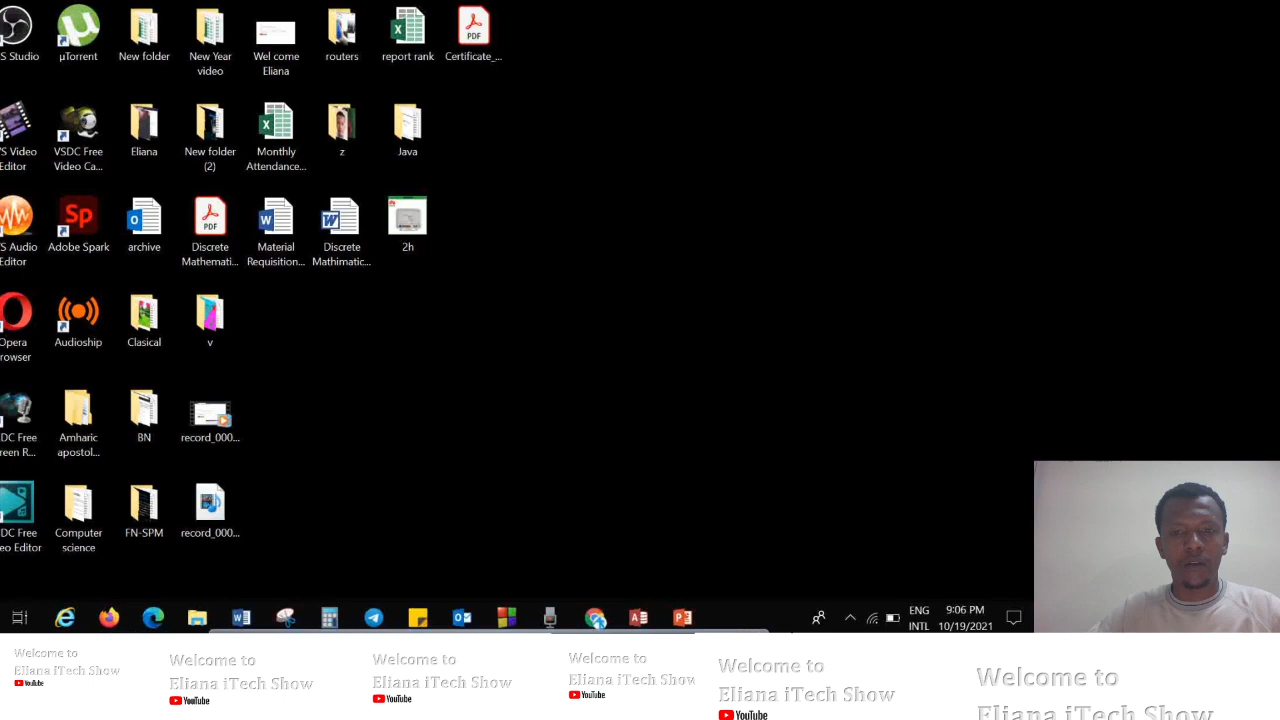 S Studio
µTorrent
New folder
New Year
video
Wel come
Eliana
routers
report rank
Certificate_...
PDF
S Video
Editor
VSDC Free
Video Ca...
Eliana
New folder
(2)
Monthly
Attendance...
z
Java
Sp
PDF
S Audio
Editor
Adobe Spark
archive
Discrete
Mathemati...
Material
Requisition...
Discrete
Mathimatic...
2h
Opera
rowser
Audioship
Clasical
v
DC Free
reen R...
Amharic
apostol...
BN
record_000...
DC Free
eo Editor
Computer
science
FN-SPM
record_000...
ENG
INTL
9:06 PM
10/19/2021
Welcome to
Eliana iTech Show
YouTube
Welcome to
Eliana iTech Show
YouTube
Welcome to
Eliana iTech Show
YouTube
Welcome to
Eliana iTech Show
YouTube
Welcome to
Eliana iTech Show
YouTube
Welcome to
Eliana iTech Show